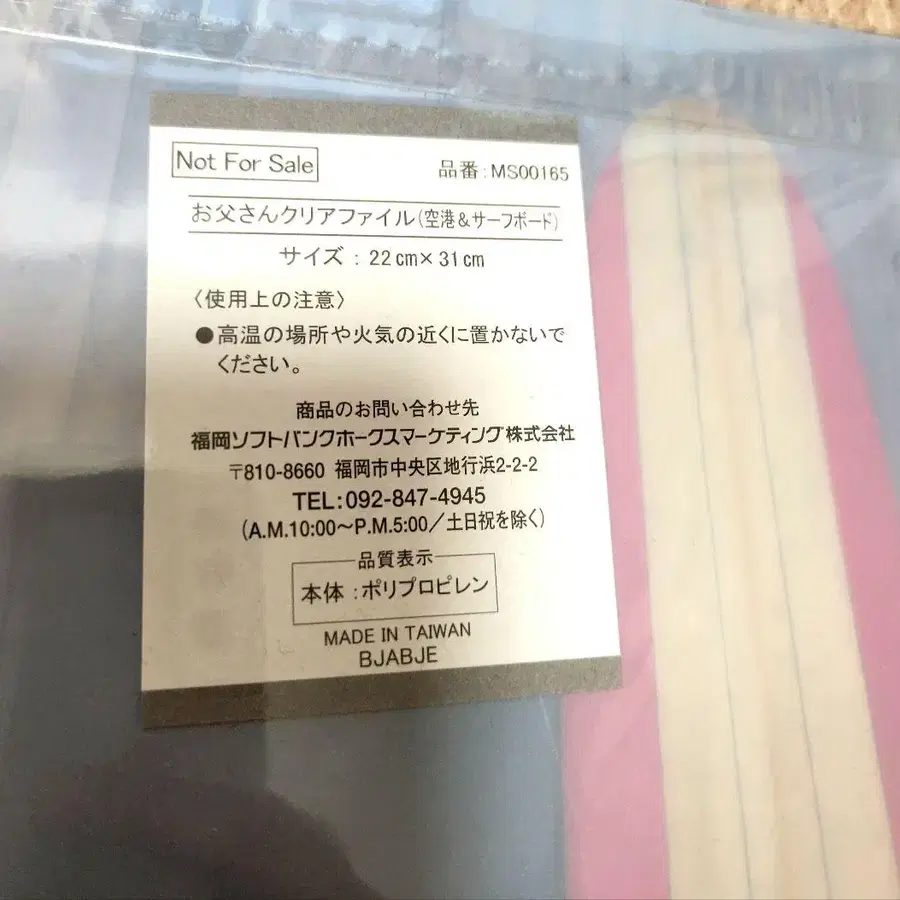 Not For Sale 品番:MS00165
お父さんクリアファイル(空港&サーフボード)
サイズ : 22cm×31cm
〈使用上の注意〉
●高温の場所や火気の近くに置かないで
ください。
商品のお問い合わせ先
福岡ソフトバンクホークスマーケティング株式会社
〒810-8660 福岡市中央区地行浜2-2-2
TEL:092-847-4945
(A.M.10:00〜P.M.5:00/土日祝を除く)
品質表示
本体 : ポリプロピレン
MADE IN TAIWAN
BJABJE